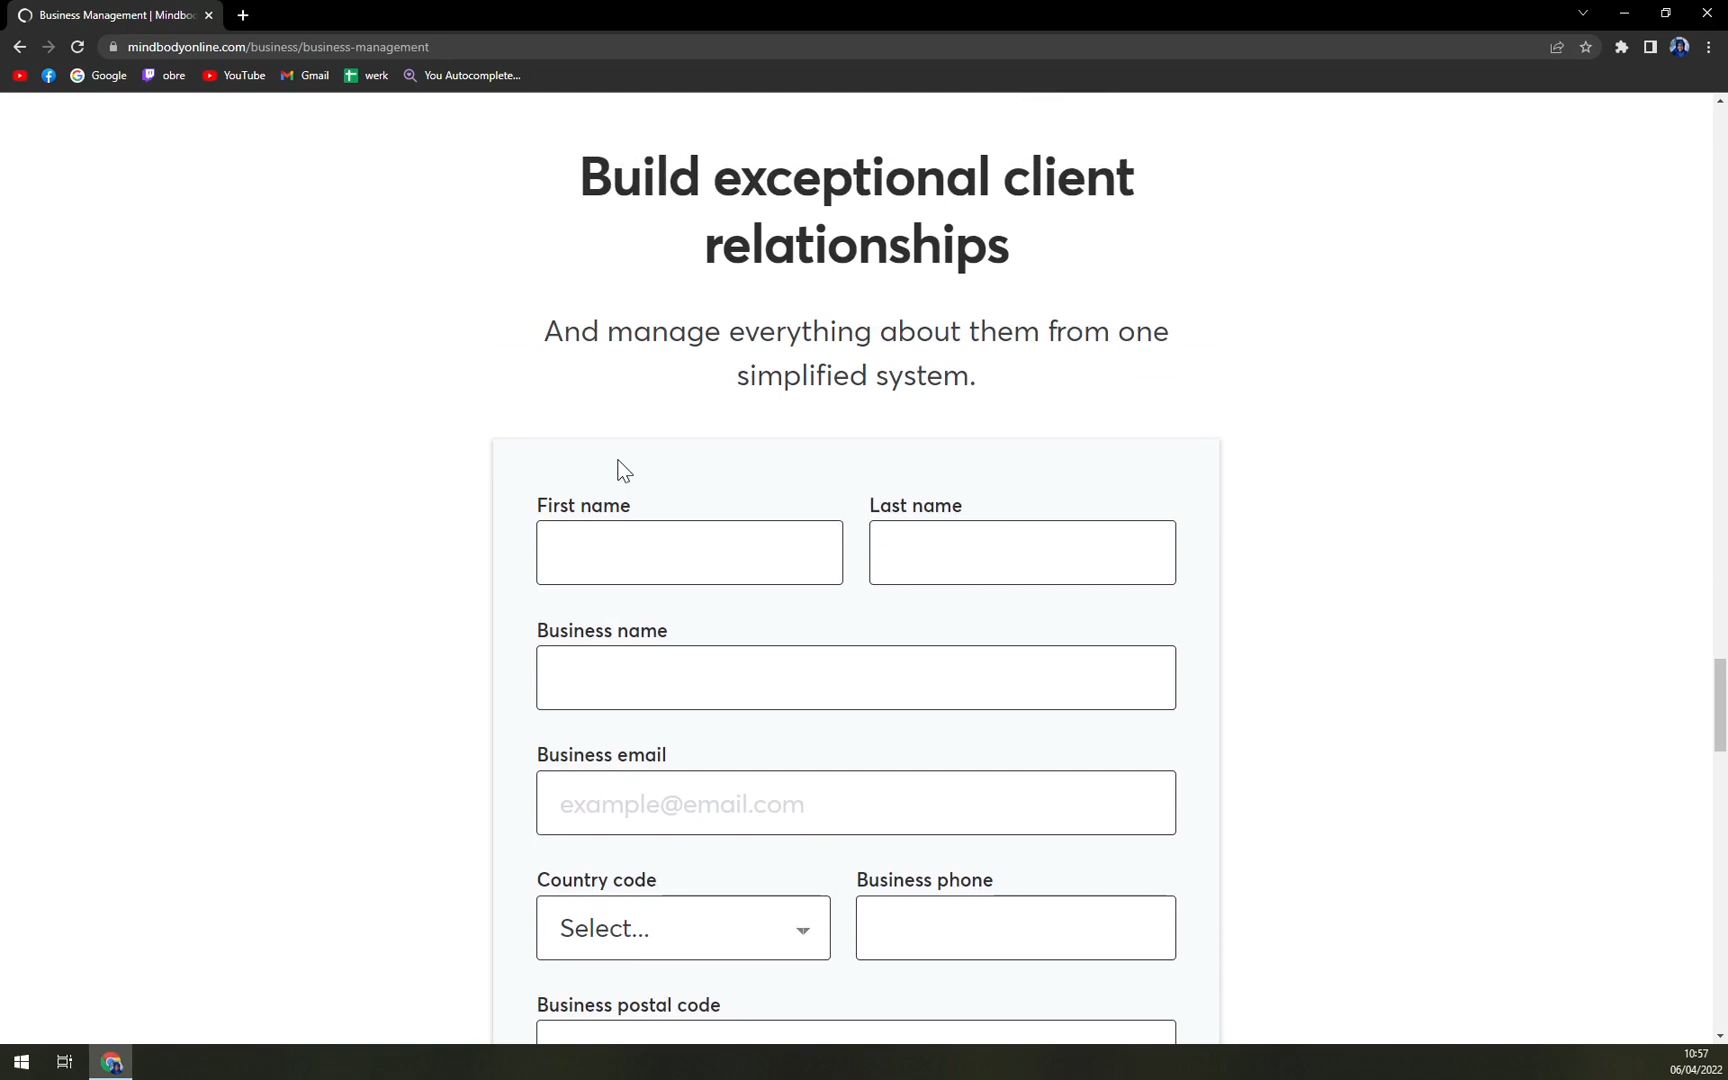 Business Management | Mindbo
mindbodyonline.com/business/business-management
Google
obre
YouTube
Gmail
werk
You Autocomplete...
Build exceptional client
relationships
And manage everything about them from one
simplified system.
First name
Last name
Business name
Business email
example@email.com
Country code
Business phone
Select...
Business postal code
10:57
06/04/2022